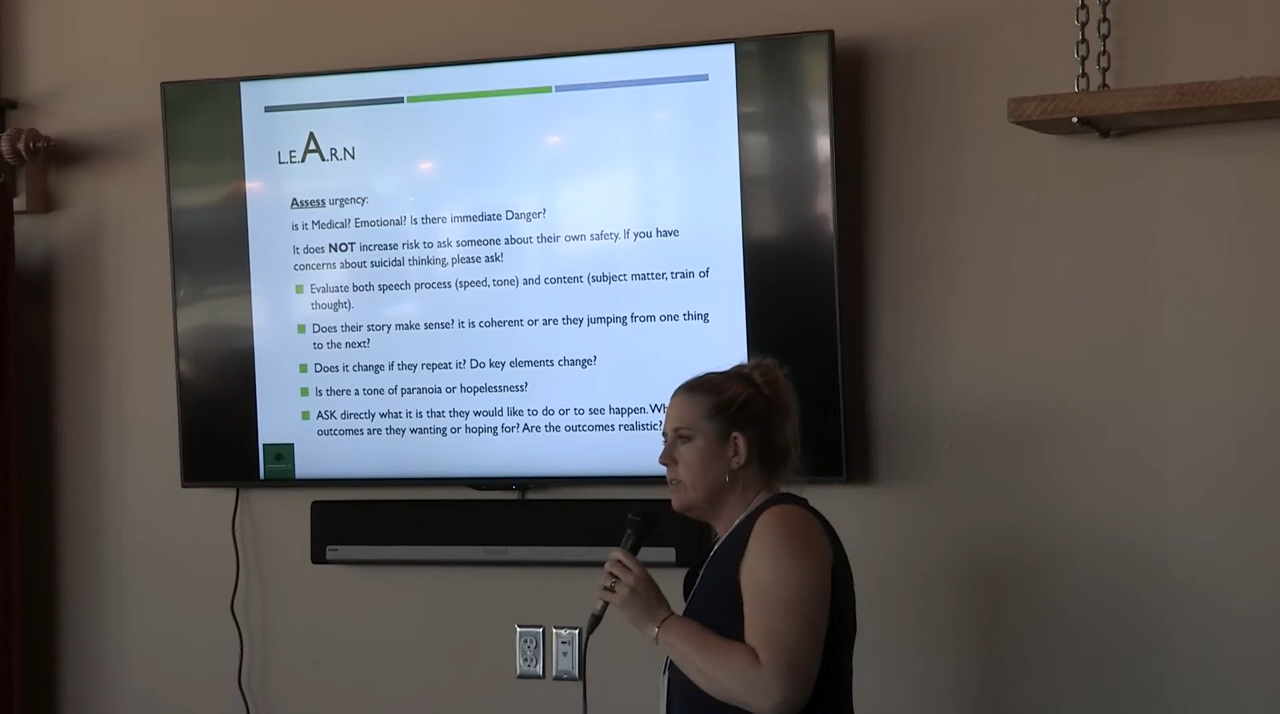 L.E.A.R.N
Assess urgency:
is it Medical? Emotional? Is there immediate Danger?
It does NOT increase risk to ask someone about their own safety. If you have
concerns about suicidal thinking, please ask!
Evaluate both speech process (speed, tone) and content (subject matter, train of
thought).
Does their story make sense? it is coherent or are they jumping from one thing
to the next?
Does it change if they repeat it? Do key elements change?
Is there a tone of paranoia or hopelessness?
ASK directly what it is that they would like to do or to see happen.
outcomes are they wanting or hoping for? Are the outcomes realistic?